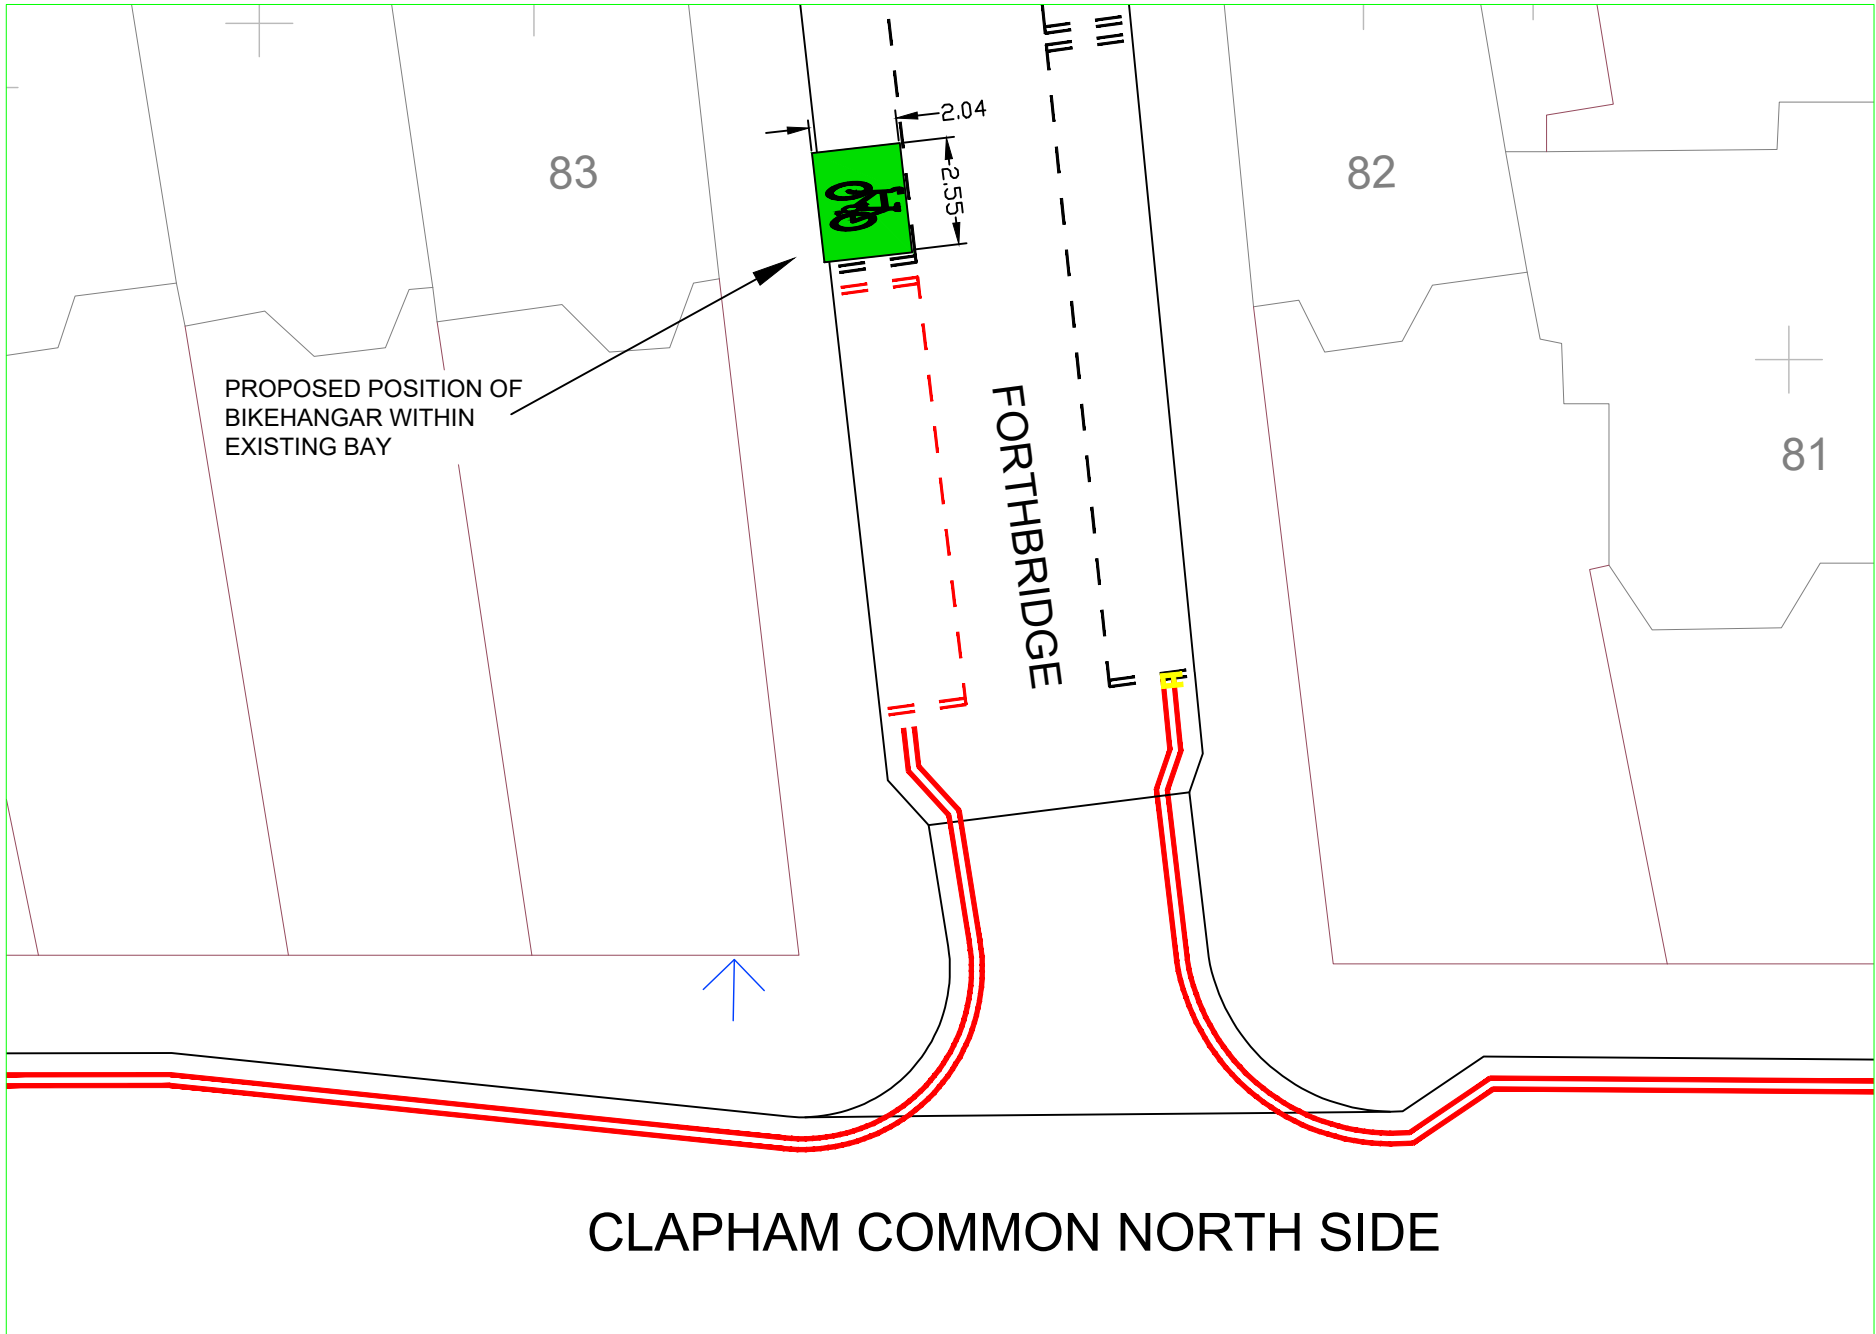 2.04
83
82
2.55
PROPOSED POSITION OF
BIKEHANGAR WITHIN
EXISTING BAY
FORTHBRIDGE
81
CLAPHAM COMMON NORTH SIDE